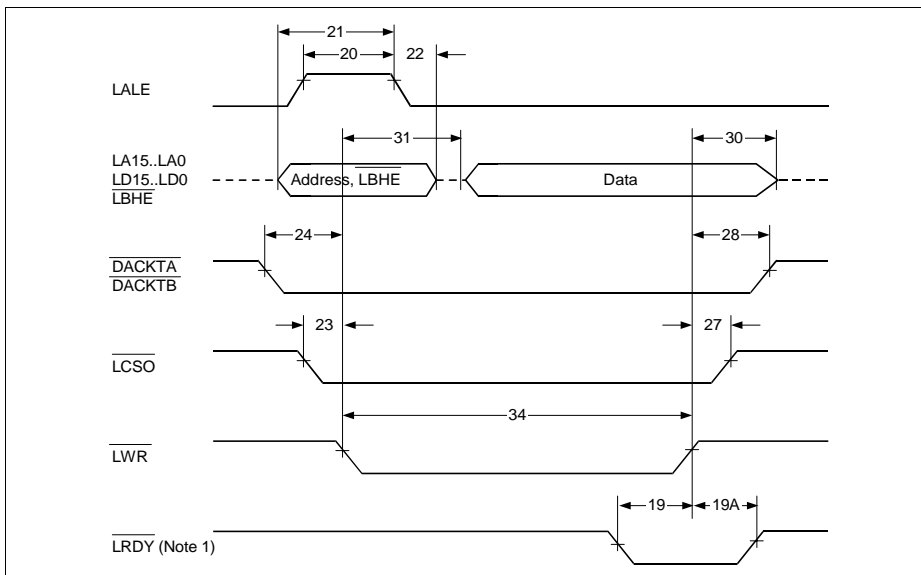 21
20
22
LALE
31
30
LA15..LA0
LD15..LD0
LBHE
Address, LBHE
Data
24
28
DACKTA
DACKTB
23
27
LCSO
34
LWR
19
19A
LRDY (Note 1)